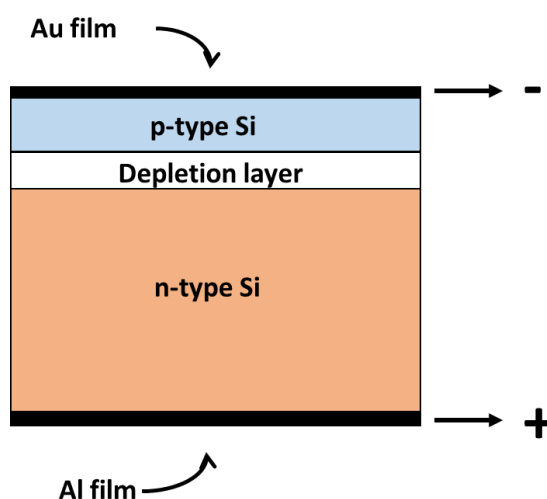 Au film
-
p-type Si
Depletion layer
n-type Si
+
Al film